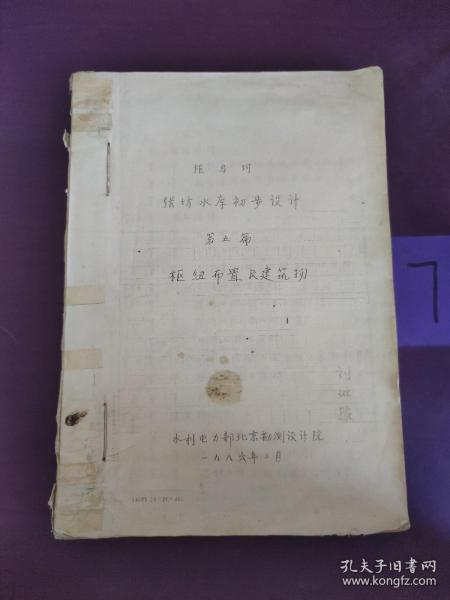 拒马河
张坊水库初步设计
第五篇
枢纽布置及建筑物
水利电力部北京勘测设计院
一九八六年二月
7
孔夫子旧书网
www.kongfz.com